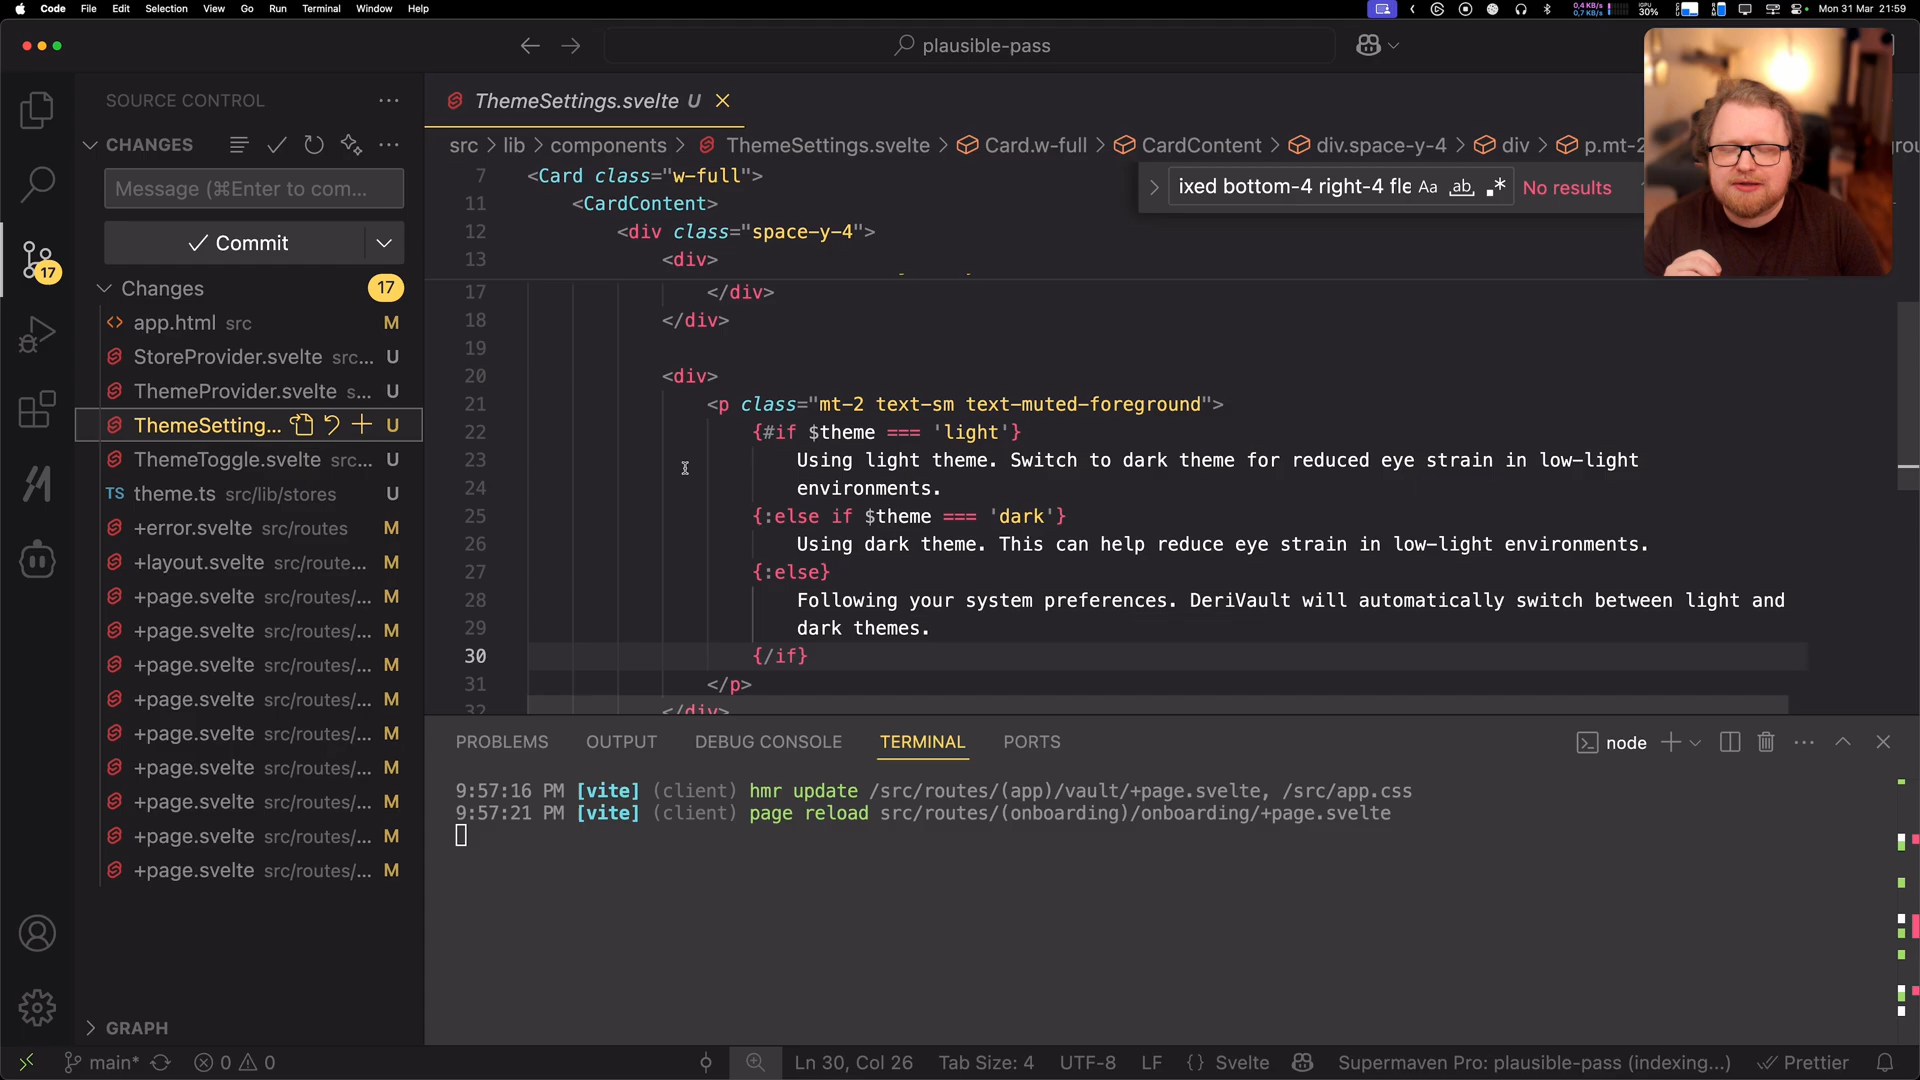 Code File Edit Selection View Go Run Terminal Window Help
0,4 KB/s
0,7 KB/s
30%
Mon 31 Mar 21:59
plausible-pass
SOURCE CONTROL
ThemeSettings.svelte U
CHANGES
src > lib > components > ThemeSettings.svelte > Card.w-full > CardContent > div.space-y-4 > div > p.mt-2
Message (⌘Enter to com...
Commit
ixed bottom-4 right-4 fle Aa ab .* No results
7 <Card class="w-full">
11 <CardContent>
12 <div class="space-y-4">
13 <div>
17 </div>
18 </div>
19
20 <div>
21 <p class="mt-2 text-sm text-muted-foreground">
22 {#if $theme === 'light'}
23 Using light theme. Switch to dark theme for reduced eye strain in low-light
24 environments.
25 {:else if $theme === 'dark'}
26 Using dark theme. This can help reduce eye strain in low-light environments.
27 {:else}
28 Following your system preferences. DeriVault will automatically switch between light and
29 dark themes.
30 {/if}
31 </p>
32 </div>
17
Changes 17
app.html src M
StoreProvider.svelte src... U
ThemeProvider.svelte s... U
ThemeSetting... U
ThemeToggle.svelte src... U
TS theme.ts src/lib/stores U
+error.svelte src/routes M
+layout.svelte src/route... M
+page.svelte src/routes/... M
+page.svelte src/routes/... M
+page.svelte src/routes/... M
+page.svelte src/routes/... M
+page.svelte src/routes/... M
+page.svelte src/routes/... M
+page.svelte src/routes/... M
+page.svelte src/routes/... M
+page.svelte src/routes/... M
GRAPH
PROBLEMS OUTPUT DEBUG CONSOLE TERMINAL PORTS
node
9:57:16 PM [vite] (client) hmr update /src/routes/(app)/vault/+page.svelte, /src/app.css
9:57:21 PM [vite] (client) page reload src/routes/(onboarding)/onboarding/+page.svelte
main* 0 0
Ln 30, Col 26 Tab Size: 4 UTF-8 LF {} Svelte Supermaven Pro: plausible-pass (indexing...) Prettier